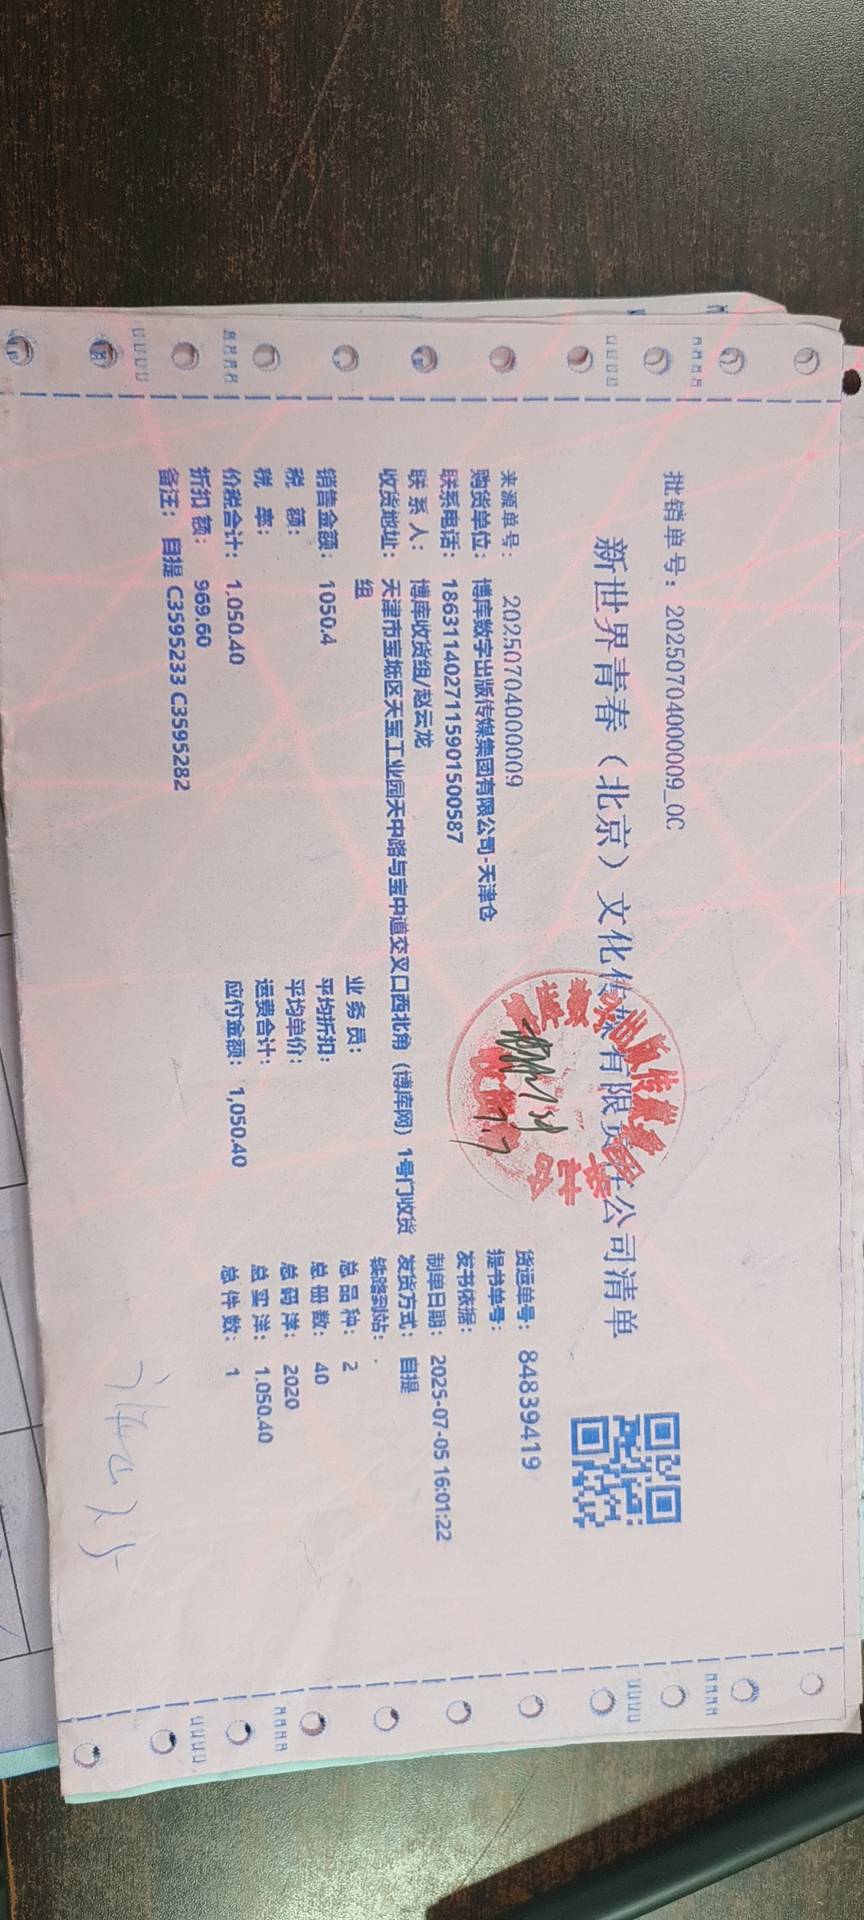 批销单号： 20250704000009_0C
新世界青春（北京）文化传媒有限责任公司清单
来源单号： 20250704000009
货运单号： 84839419
购货单位： 博库数字出版传媒集团有限公司-天津仓
提书单号：
联系电话： 1863114027115901500587
发书依据：
联 系 人： 博库收货组/赵云龙
制单日期： 2025-07-05 16:01:22
收货地址： 天津市宝坻区天宝工业园天中路与宝中道交叉口西北角（博库网）1号门收货
组
发货方式： 自提
铁路到站： .
销售金额： 1050.4
业 务 员：
总 品 种： 2
税 额：
平均折扣：
总 册 数： 40
税 率：
平均单价：
总 码 洋： 2020
价税合计： 1,050.40
运费合计：
总 实 洋： 1,050.40
折扣 额： 969.60
应付金额： 1,050.40
总 件 数： 1
备注： 自提 C3595233 C3595282
7.7